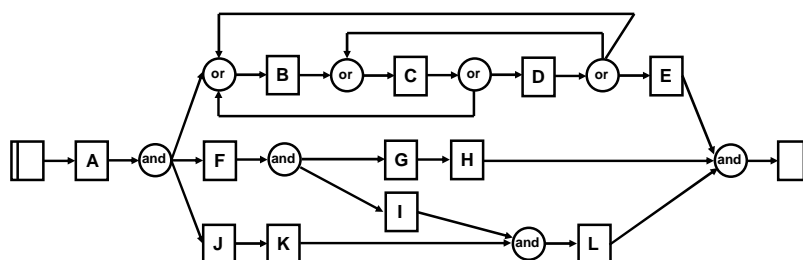 or B or C or D or E
A and F and G H and
I
J K and L